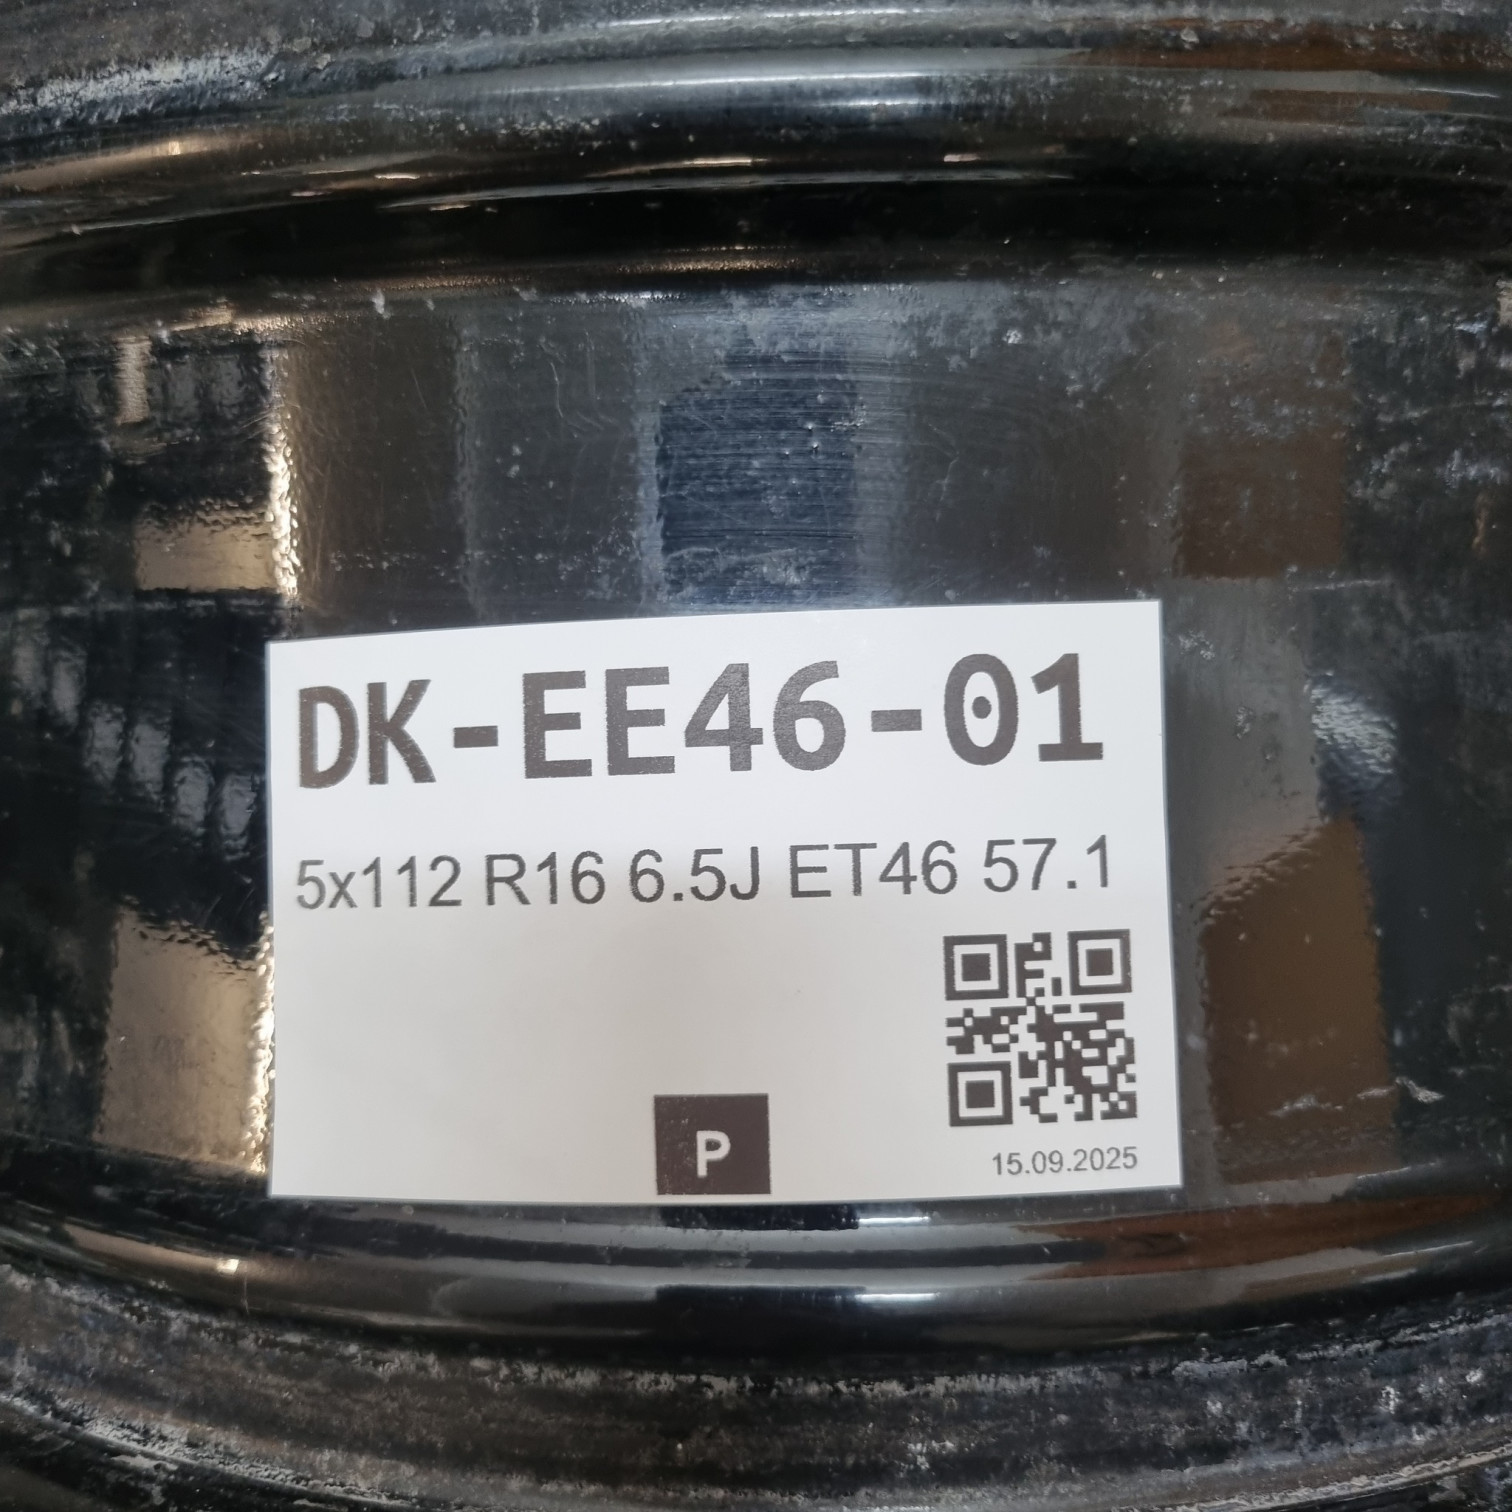 DK-EE46-01
5x112 R16 6.5J ET46 57.1
P
15.09.2025